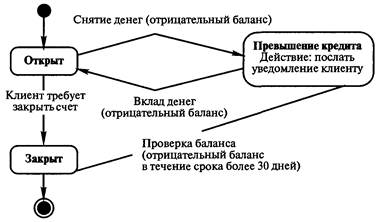 Снятие денег (отрицательный баланс)
Открыт
Превышение кредита
Действие: послать
уведомление клиенту
Клиент требует
закрыть счет
Вклад денег
(отрицательный баланс)
Закрыт
Проверка баланса
(отрицательный баланс
в течение срока более 30 дней)